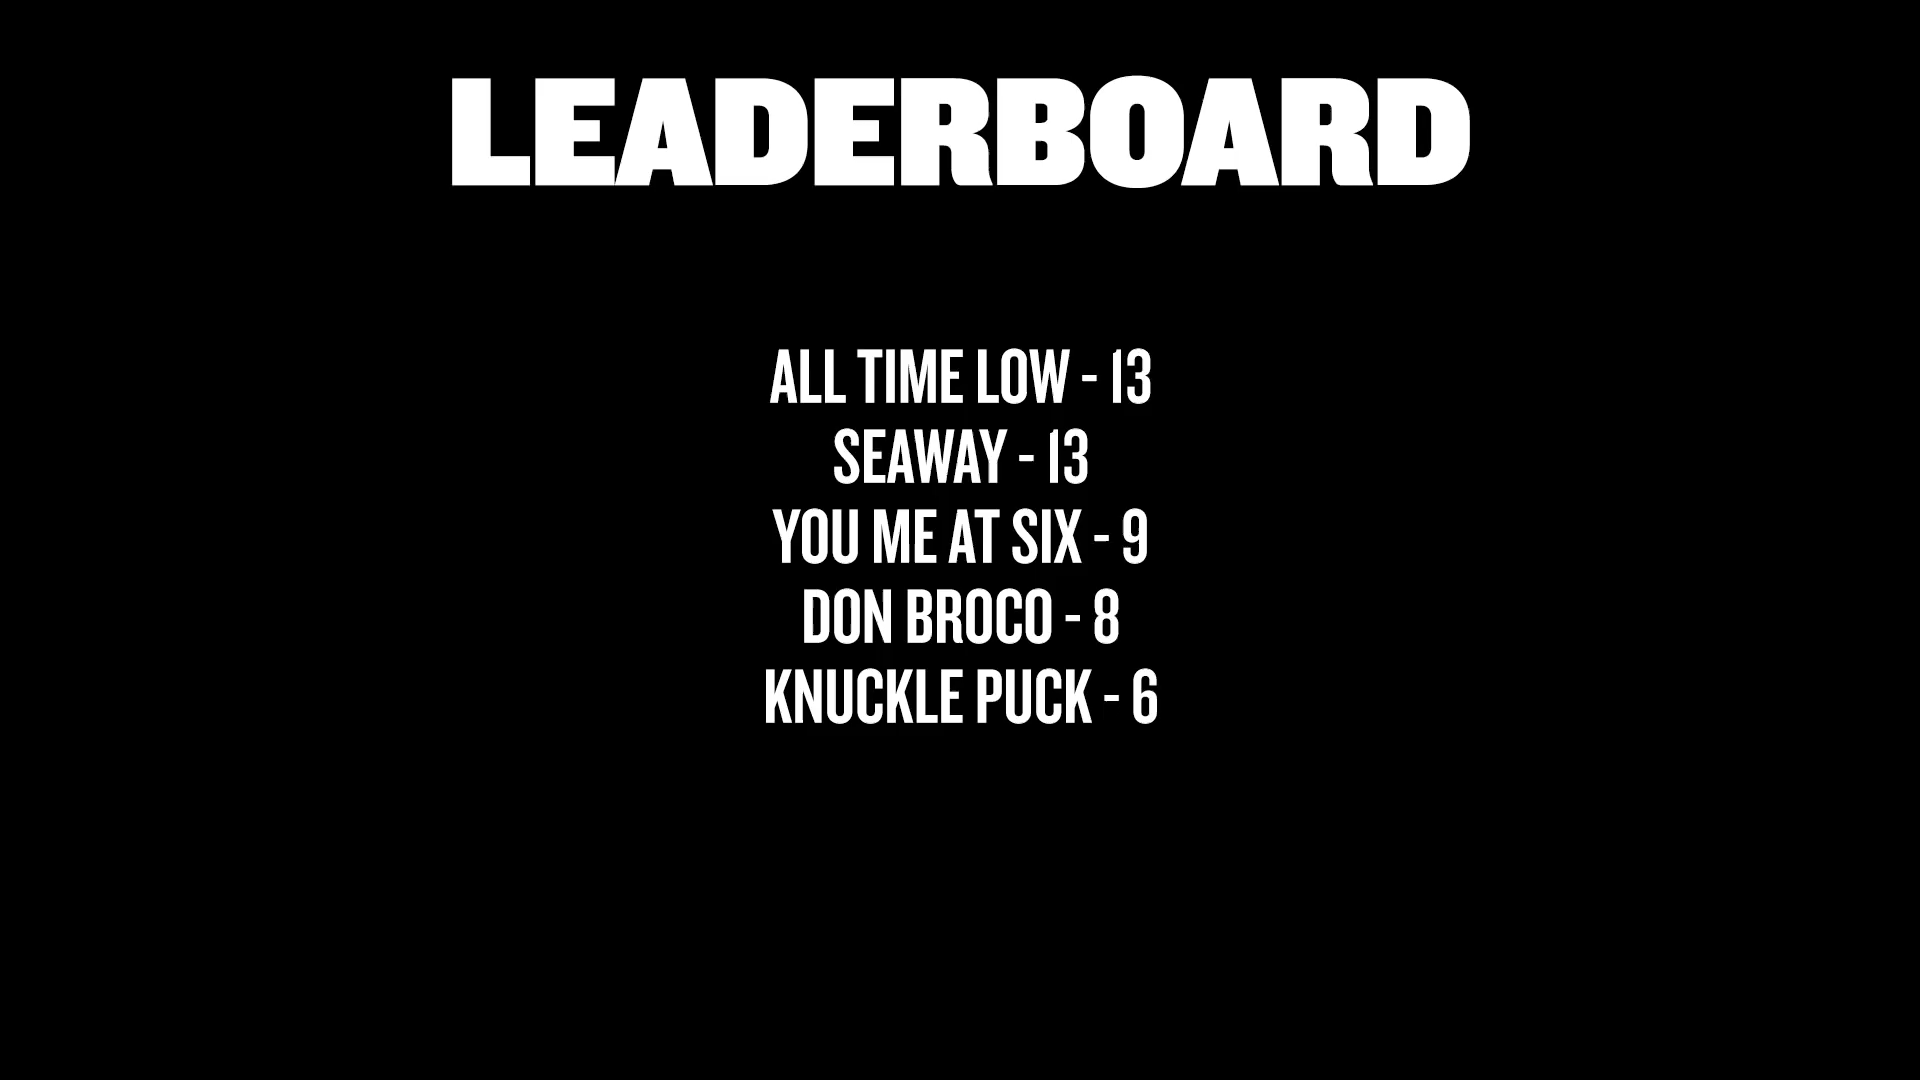 LEADERBOARD
ALL TIME LOW - 13
SEAWAY - 13
YOU ME AT SIX - 9
DON BROCO - 8
KNUCKLE PUCK - 6